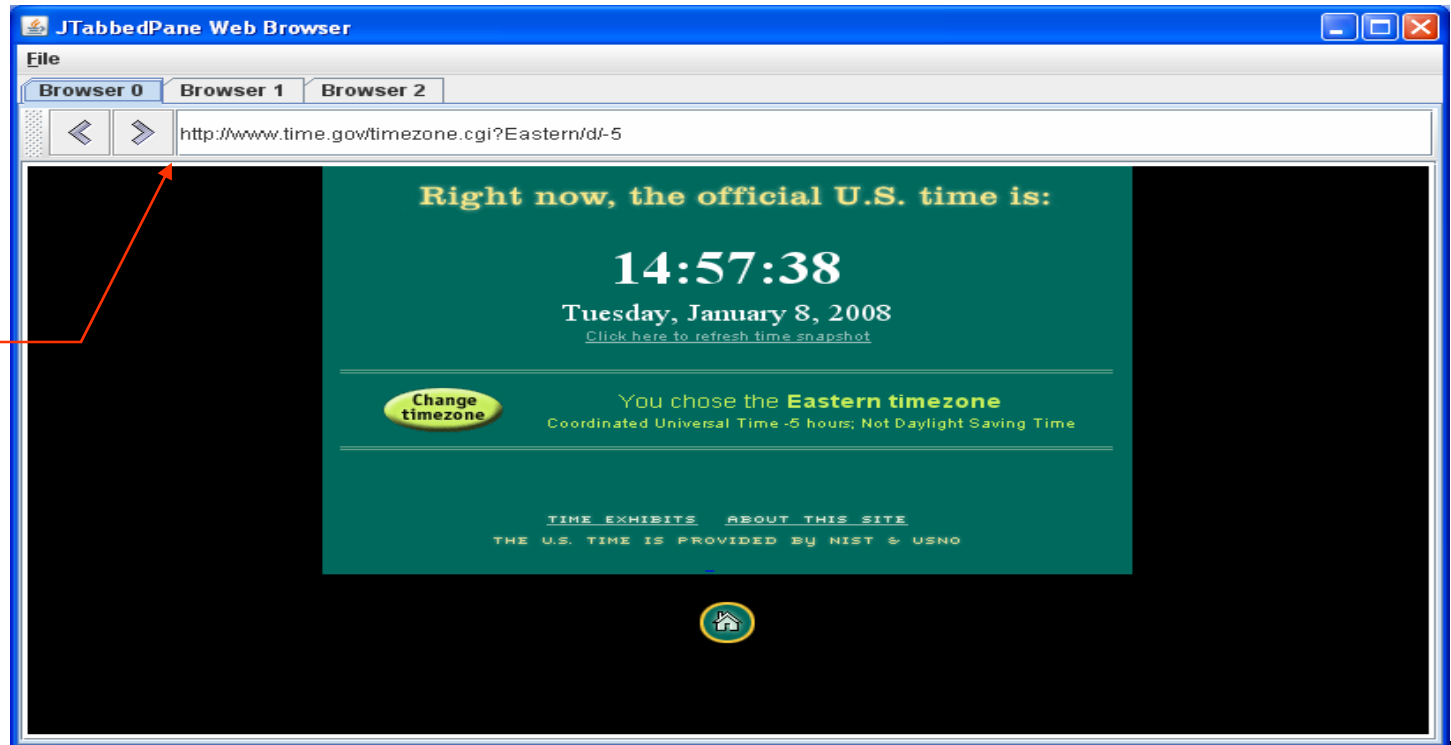 JTabbedPane Web Browser
File
Browser 0 Browser 1 Browser 2
http://www.time.gov/timezone.cgi?Eastern/d/-5
Right now, the official U.S. time is:
14:57:38
Tuesday, January 8, 2008
Click here to refresh time snapshot
Change
timezone
You chose the Eastern timezone
Coordinated Universal Time -5 hours; Not Daylight Saving Time
TIME EXHIBITS ABOUT THIS SITE
THE U.S. TIME IS PROVIDED BY NIST & USNO